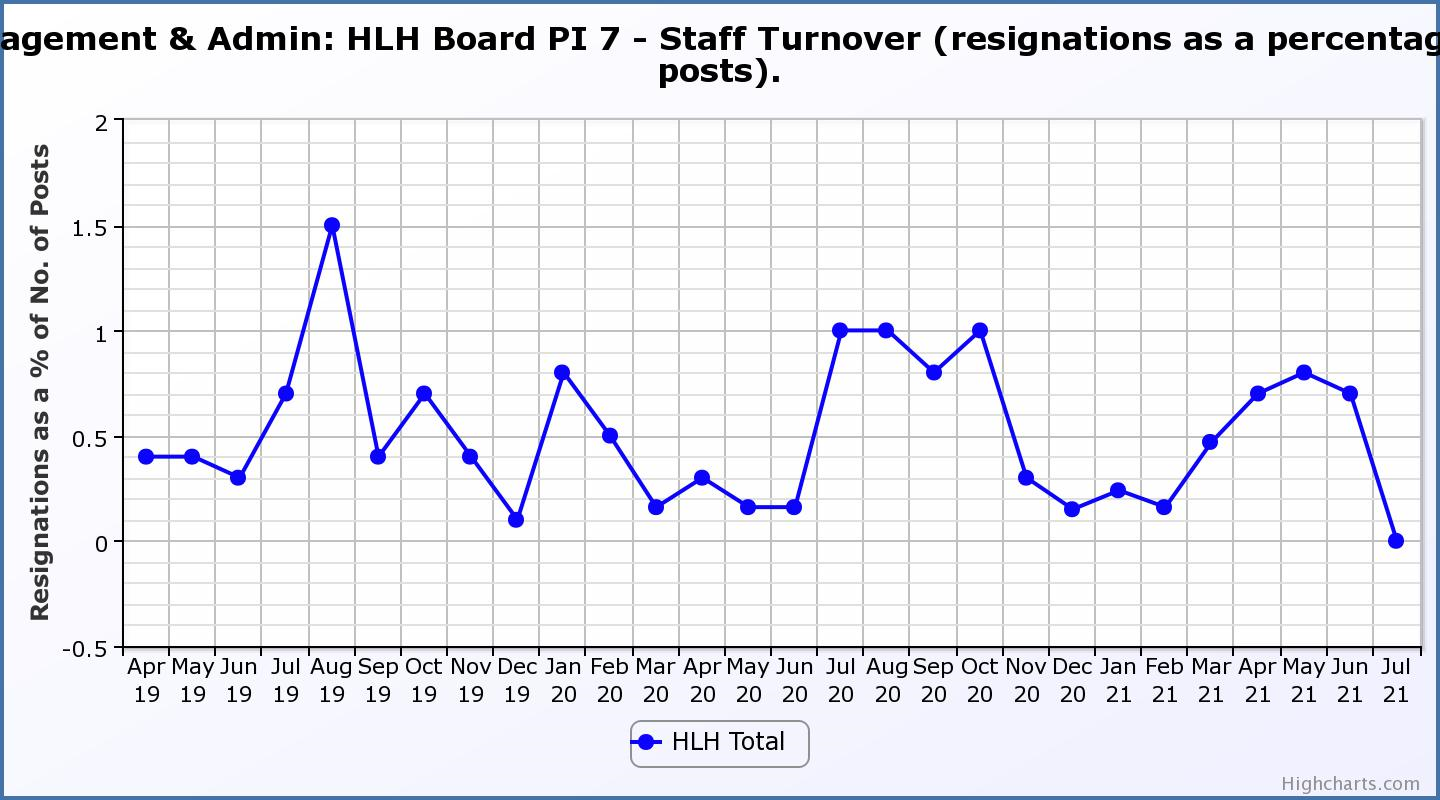 agement & Admin: HLH Board PI 7 - Staff Turnover (resignations as a percentag
posts).
Resignations as a % of No. of Posts
2
1.5
1
0.5
0
-0.5
Apr 19 May 19 Jun 19 Jul 19 Aug 19 Sep 19 Oct 19 Nov 19 Dec 19 Jan 20 Feb 20 Mar 20 Apr 20 May 20 Jun 20 Jul 20 Aug 20 Sep 20 Oct 20 Nov 20 Dec 20 Jan 21 Feb 21 Mar 21 Apr 21 May 21 Jun 21 Jul 21
HLH Total
Highcharts.com